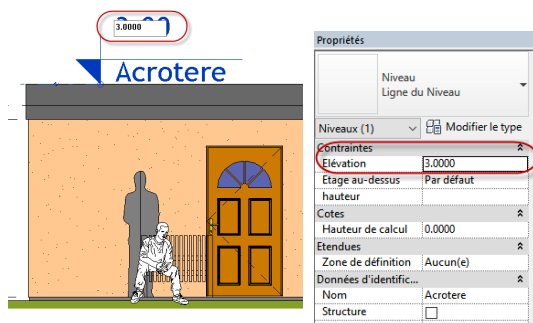 3.00
3.0000
Acrotere
Propriétés
Niveau
Ligne du Niveau
Niveaux (1)
Modifier le type
Contraintes
Elévation 3.0000
Etage au-dessus Par défaut
hauteur
Cotes
Hauteur de calcul 0.0000
Etendues
Zone de définition Aucun(e)
Données d'identific...
Nom Acrotere
Structure